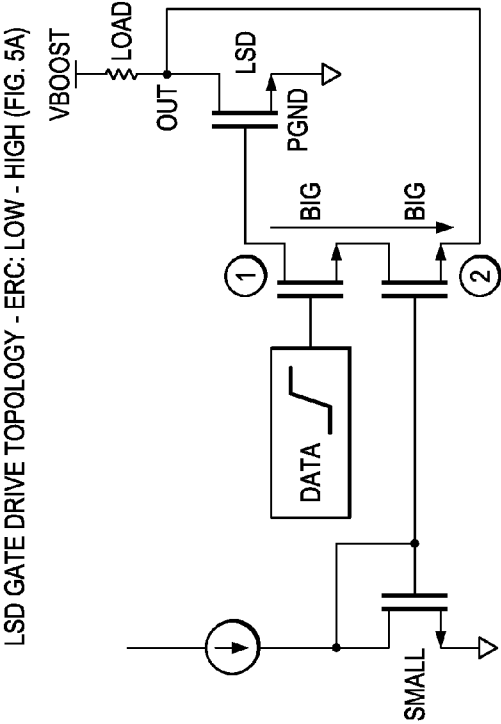 LSD GATE DRIVE TOPOLOGY - ERC: LOW - HIGH (FIG. 5A)
VBOOST
LOAD
OUT
LSD
PGND
1
BIG
BIG
2
DATA
SMALL